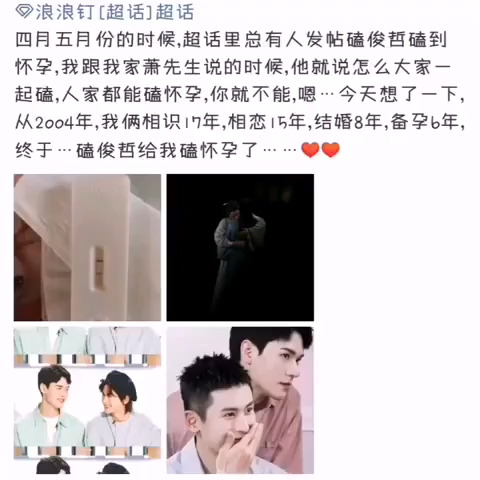 浪浪钉[超话]超话
四月五月份的时候,超话里总有人发帖磕俊哲磕到
怀孕,我跟我家萧先生说的时候,他就说怎么大家一
起磕,人家都能磕怀孕,你就不能,嗯…今天想了一下,
从2004年,我俩相识17年,相恋15年,结婚8年,备孕6年,
终于…磕俊哲给我磕怀孕了……♥️♥️